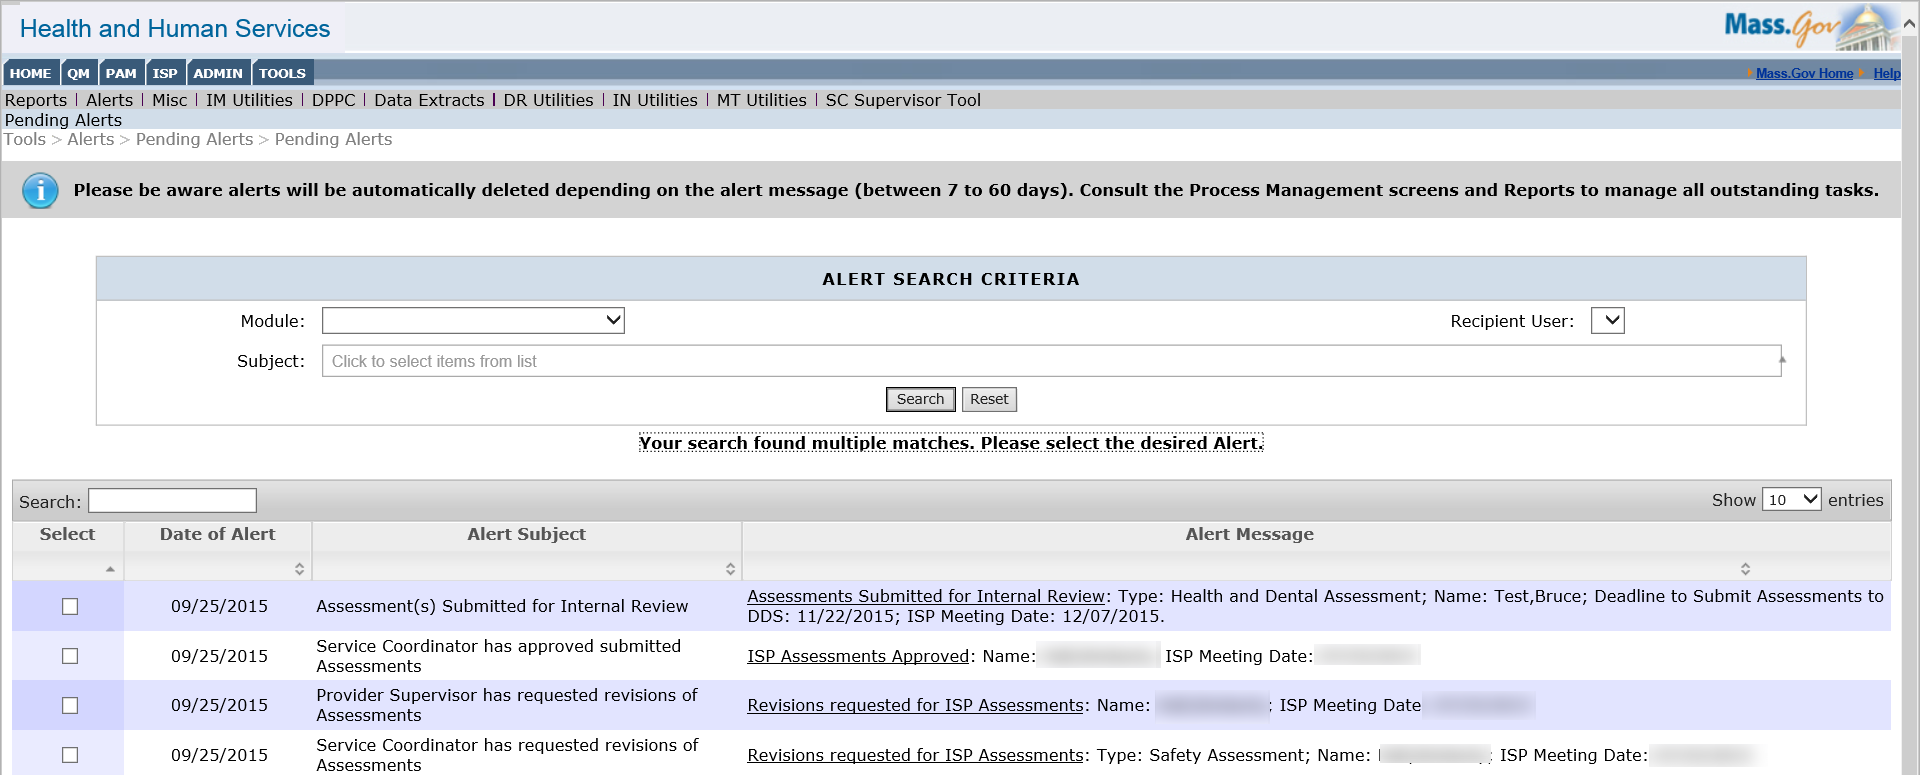 Health and Human Services
Mass.Gov
HOME QM PAM ISP ADMIN TOOLS
Mass.Gov Home Help
Reports | Alerts | Misc | IM Utilities | DPPC | Data Extracts | DR Utilities | IN Utilities | MT Utilities | SC Supervisor Tool
Pending Alerts
Tools > Alerts > Pending Alerts > Pending Alerts
Please be aware alerts will be automatically deleted depending on the alert message (between 7 to 60 days). Consult the Process Management screens and Reports to manage all outstanding tasks.
ALERT SEARCH CRITERIA
Module:
Recipient User:
Subject: Click to select items from list
Search Reset
Your search found multiple matches. Please select the desired Alert.
Search:
Show 10 entries
Select Date of Alert Alert Subject Alert Message
09/25/2015 Assessment(s) Submitted for Internal Review
Assessments Submitted for Internal Review: Type: Health and Dental Assessment; Name: Test,Bruce; Deadline to Submit Assessments to
DDS: 11/22/2015; ISP Meeting Date: 12/07/2015.
09/25/2015
Service Coordinator has approved submitted
Assessments
ISP Assessments Approved: Name: ISP Meeting Date:
09/25/2015
Provider Supervisor has requested revisions of
Assessments
Revisions requested for ISP Assessments: Name: ; ISP Meeting Date
09/25/2015
Service Coordinator has requested revisions of
Assessments
Revisions requested for ISP Assessments: Type: Safety Assessment; Name: ; ISP Meeting Date: